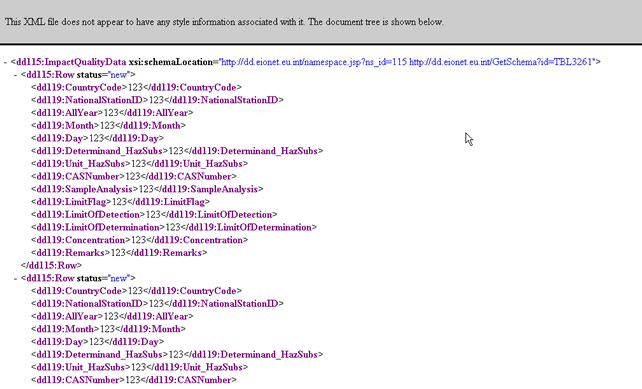 This XML file does not appear to have any style information associated with it. The document tree is shown below.
- <dd115:ImpactQualityData xsi:schemaLocation="http://dd.eionet.eu.int/namespace.jsp?ns_id=115 http://dd.eionet.eu.int/GetSchema?id=TBL3261">
- <dd115:Row status="new">
<dd119:CountryCode>123</dd119:CountryCode>
<dd119:NationalStationID>123</dd119:NationalStationID>
<dd119:AllYear>123</dd119:AllYear>
<dd119:Month>123</dd119:Month>
<dd119:Day>123</dd119:Day>
<dd119:Determinand_HazSubs>123</dd119:Determinand_HazSubs>
<dd119:Unit_HazSubs>123</dd119:Unit_HazSubs>
<dd119:CASNumber>123</dd119:CASNumber>
<dd119:SampleAnalysis>123</dd119:SampleAnalysis>
<dd119:LimitFlag>123</dd119:LimitFlag>
<dd119:LimitOfDetection>123</dd119:LimitOfDetection>
<dd119:LimitOfDetermination>123</dd119:LimitOfDetermination>
<dd119:Concentration>123</dd119:Concentration>
<dd119:Remarks>123</dd119:Remarks>
</dd115:Row>
- <dd115:Row status="new">
<dd119:CountryCode>123</dd119:CountryCode>
<dd119:NationalStationID>123</dd119:NationalStationID>
<dd119:AllYear>123</dd119:AllYear>
<dd119:Month>123</dd119:Month>
<dd119:Day>123</dd119:Day>
<dd119:Determinand_HazSubs>123</dd119:Determinand_HazSubs>
<dd119:Unit_HazSubs>123</dd119:Unit_HazSubs>
<dd119:CASNumber>123</dd119:CASNumber>